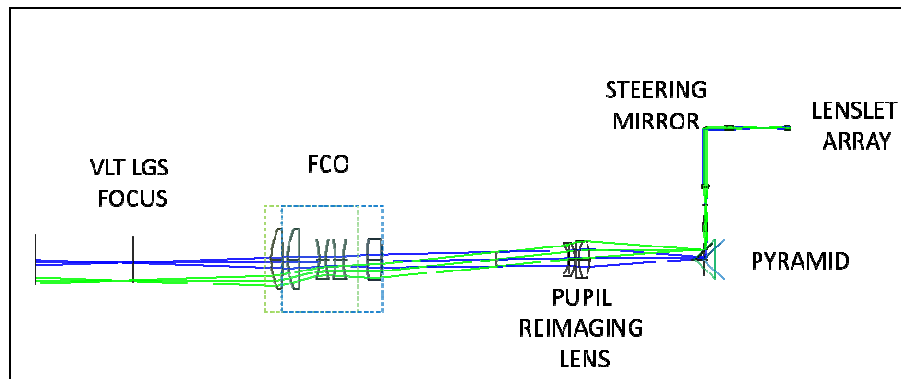 STEERING
MIRROR
LENSLET
ARRAY
VLT LGS
FOCUS
FCO
PYRAMID
PUPIL
REIMAGING
LENS